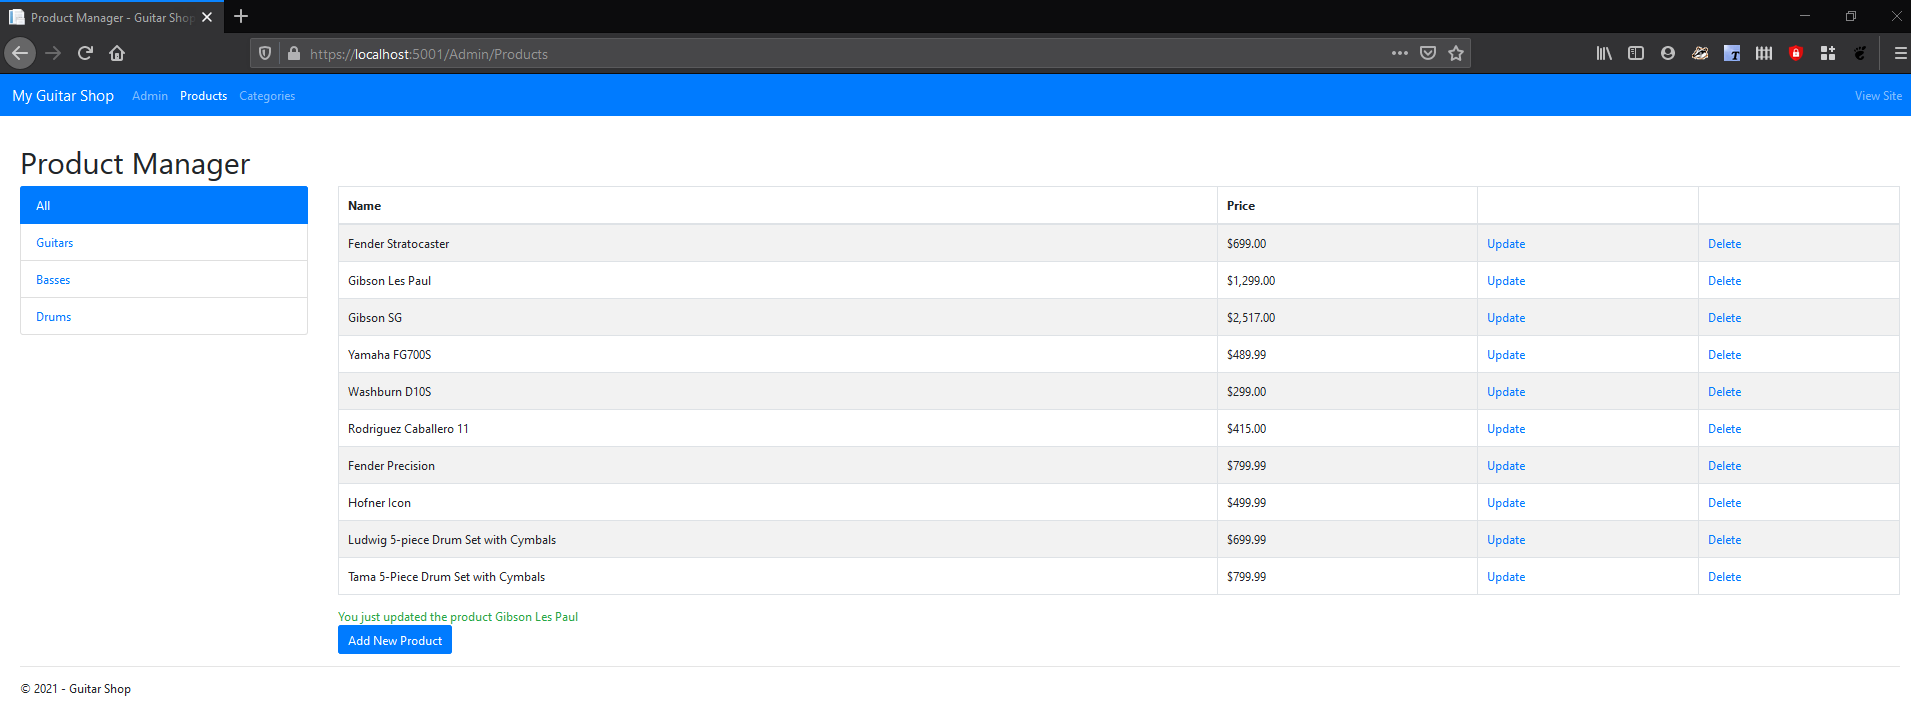 Product Manager - Guitar Shop
https://localhost:5001/Admin/Products
My Guitar Shop Admin Products Categories View Site
Product Manager
All
Guitars
Basses
Drums
Name Price
Fender Stratocaster $699.00 Update Delete
Gibson Les Paul $1,299.00 Update Delete
Gibson SG $2,517.00 Update Delete
Yamaha FG700S $489.99 Update Delete
Washburn D10S $299.00 Update Delete
Rodriguez Caballero 11 $415.00 Update Delete
Fender Precision $799.99 Update Delete
Hofner Icon $499.99 Update Delete
Ludwig 5-piece Drum Set with Cymbals $699.99 Update Delete
Tama 5-Piece Drum Set with Cymbals $799.99 Update Delete
You just updated the product Gibson Les Paul
Add New Product
© 2021 - Guitar Shop